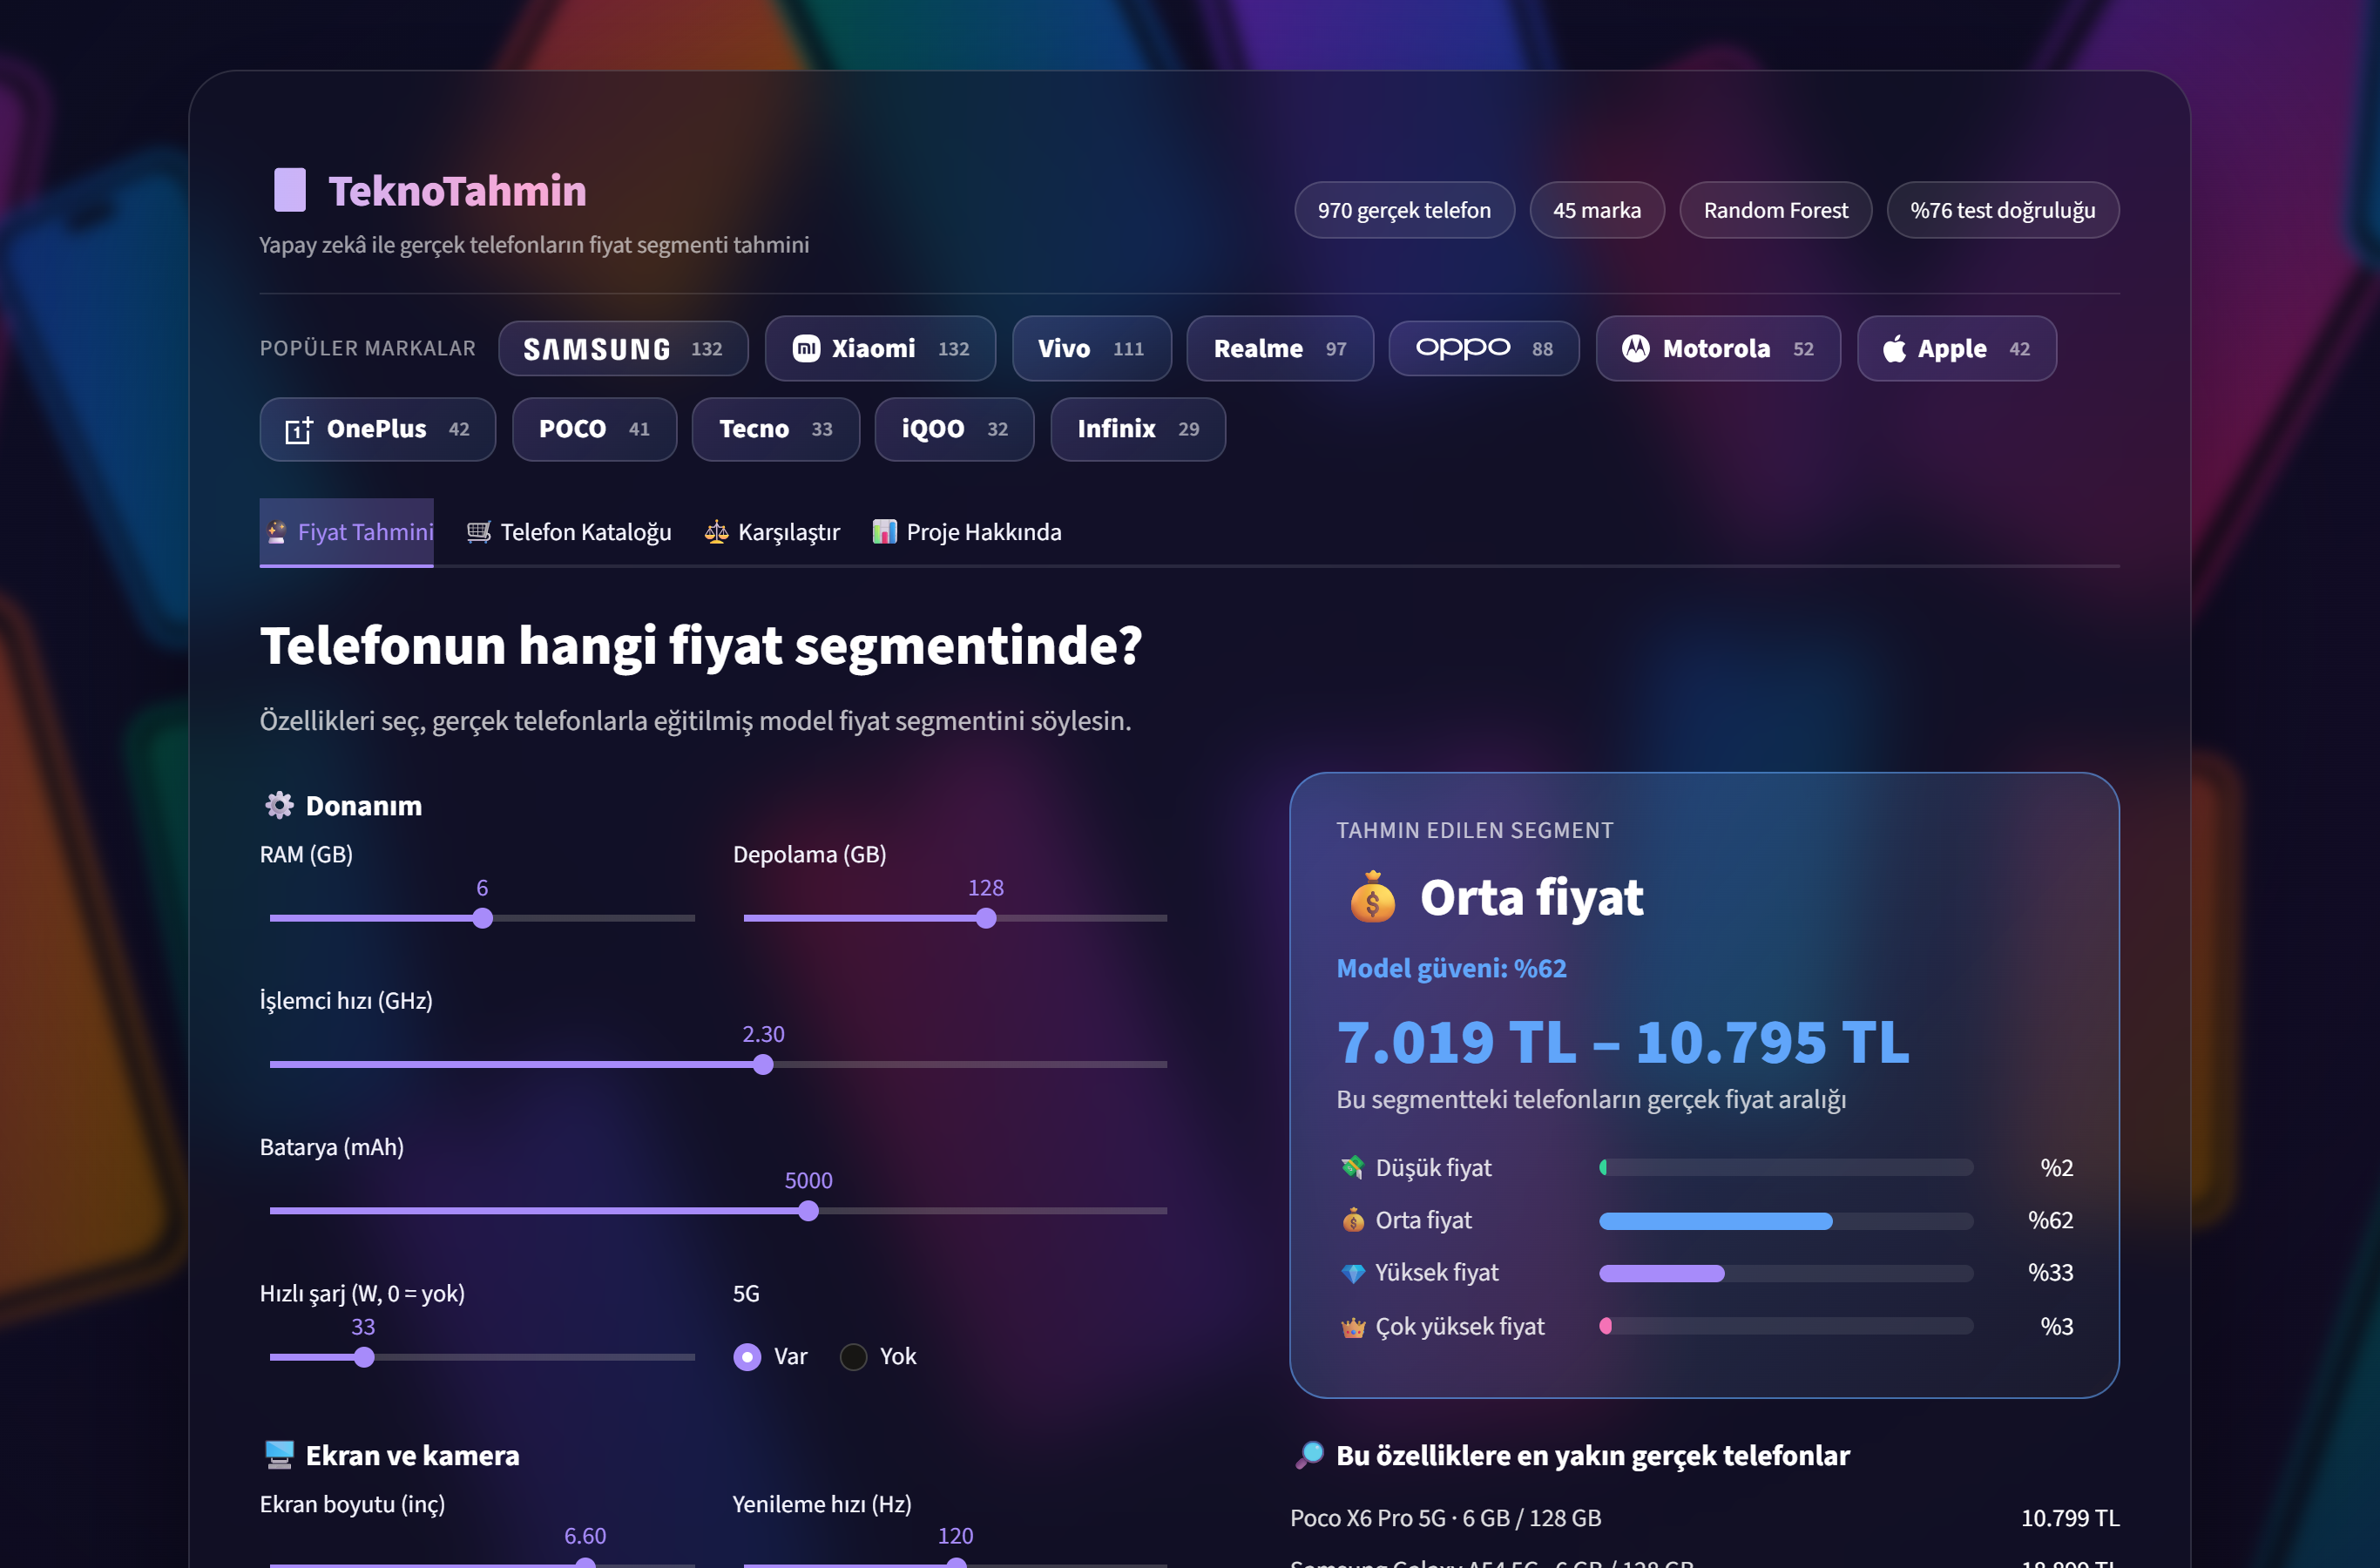 TeknoTahmin
Yapay zekâ ile gerçek telefonların fiyat segmenti tahmini
970 gerçek telefon
45 marka
Random Forest
%76 test doğruluğu
POPÜLER MARKALAR
SAMSUNG 132
Xiaomi 132
Vivo 111
Realme 97
oppo 88
Motorola 52
Apple 42
OnePlus 42
POCO 41
Tecno 33
iQOO 32
Infinix 29
Fiyat Tahmini
Telefon Kataloğu
Karşılaştır
Proje Hakkında
Telefonun hangi fiyat segmentinde?
Özellikleri seç, gerçek telefonlarla eğitilmiş model fiyat segmentini söylesin.
Donanım
RAM (GB)
6
Depolama (GB)
128
İşlemci hızı (GHz)
2.30
Batarya (mAh)
5000
Hızlı şarj (W, 0 = yok)
33
5G
Var
Yok
Ekran ve kamera
Ekran boyutu (inç)
6.60
Yenileme hızı (Hz)
120
TAHMIN EDILEN SEGMENT
Orta fiyat
Model güveni: %62
7.019 TL – 10.795 TL
Bu segmentteki telefonların gerçek fiyat aralığı
Düşük fiyat %2
Orta fiyat %62
Yüksek fiyat %33
Çok yüksek fiyat %3
Bu özelliklere en yakın gerçek telefonlar
Poco X6 Pro 5G · 6 GB / 128 GB 10.799 TL